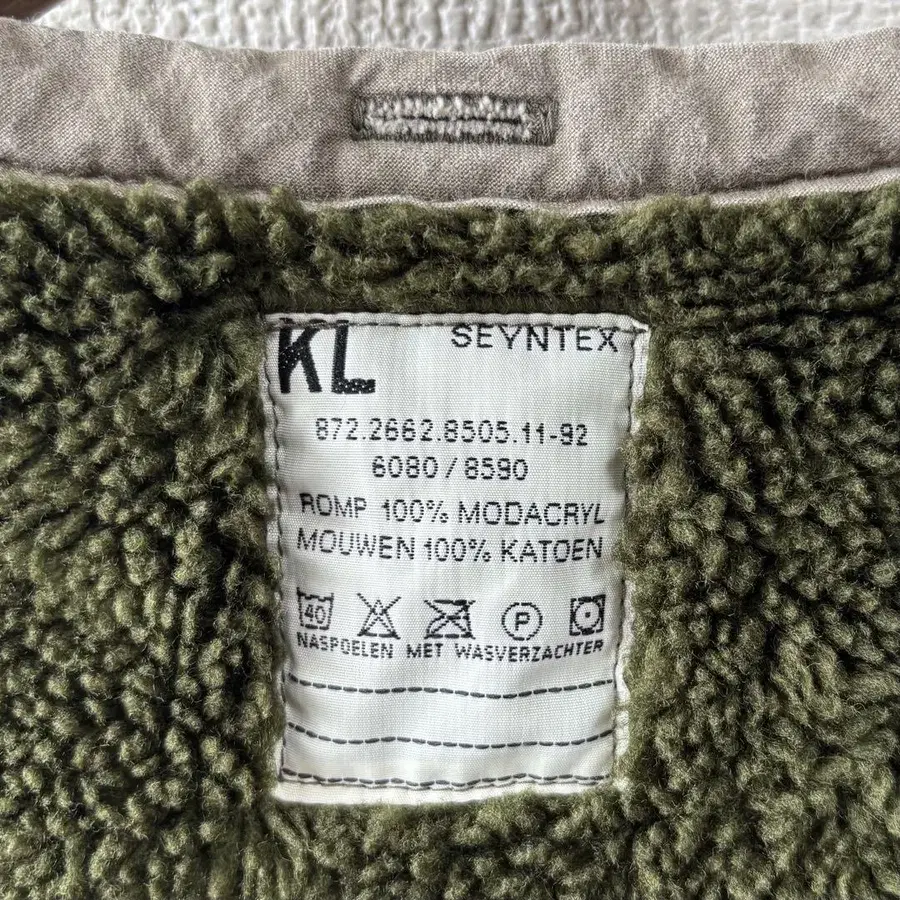 KL SEYNTEX
872.2662.8505.11-92
6080/8590
ROMP 100% MODACRYL
MOUWEN 100% KATOEN
40 P
NASPOELEN MET WASVERZACHTER